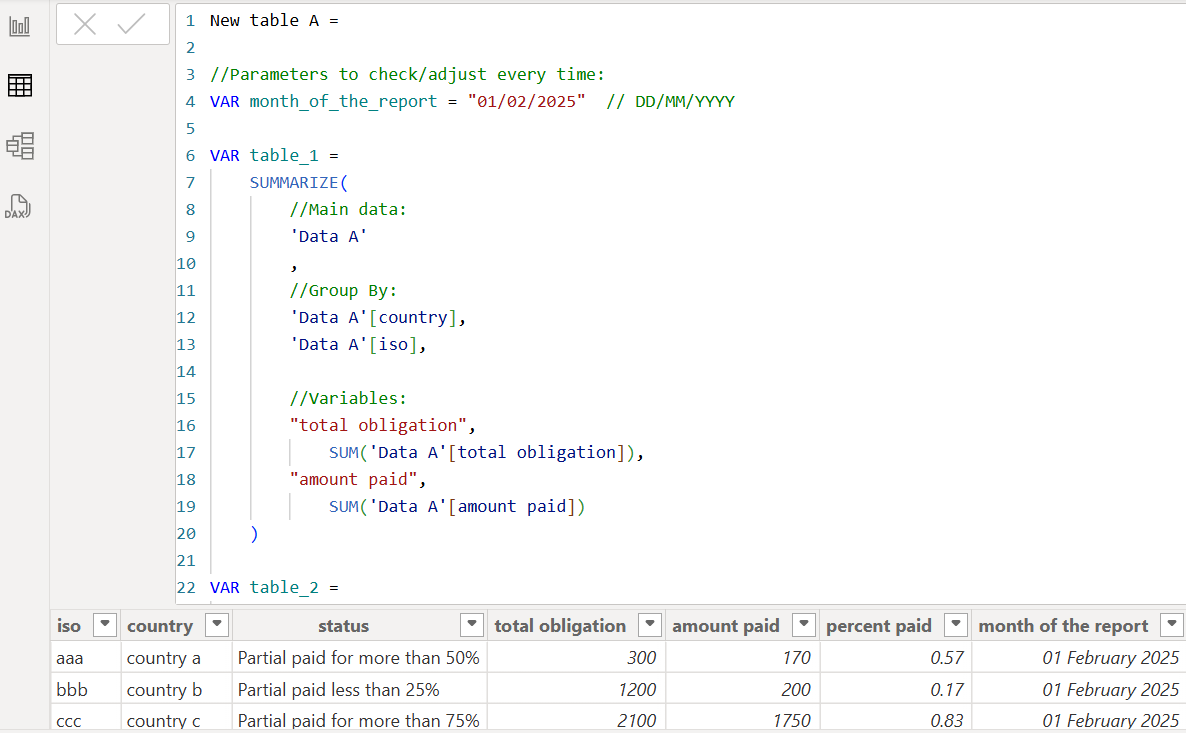 1 New table A =
2
3 //Parameters to check/adjust every time:
4 VAR month_of_the_report = "01/02/2025"  // DD/MM/YYYY
5
6 VAR table_1 =
7     SUMMARIZE(
8         //Main data:
9         'Data A'
10         ,
11         //Group By:
12         'Data A'[country],
13         'Data A'[iso],
14
15         //Variables:
16         "total obligation",
17             SUM('Data A'[total obligation]),
18         "amount paid",
19             SUM('Data A'[amount paid])
20     )
21
22 VAR table_2 =
DAX
iso country status total obligation amount paid percent paid month of the report
aaa country a Partial paid for more than 50% 300 170 0.57 01 February 2025
bbb country b Partial paid less than 25% 1200 200 0.17 01 February 2025
ccc country c Partial paid for more than 75% 2100 1750 0.83 01 February 2025